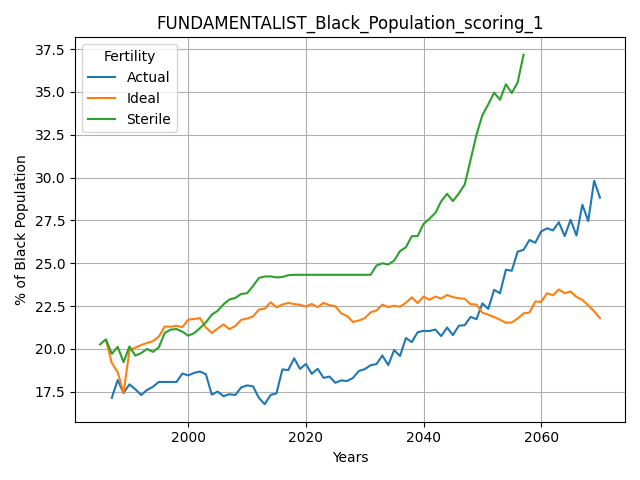 FUNDAMENTALIST_Black_Population_scoring_1
Fertility
Actual
Ideal
Sterile
37.5
35.0
32.5
30.0
27.5
25.0
22.5
20.0
17.5
% of Black Population
2000
2020
2040
2060
Years